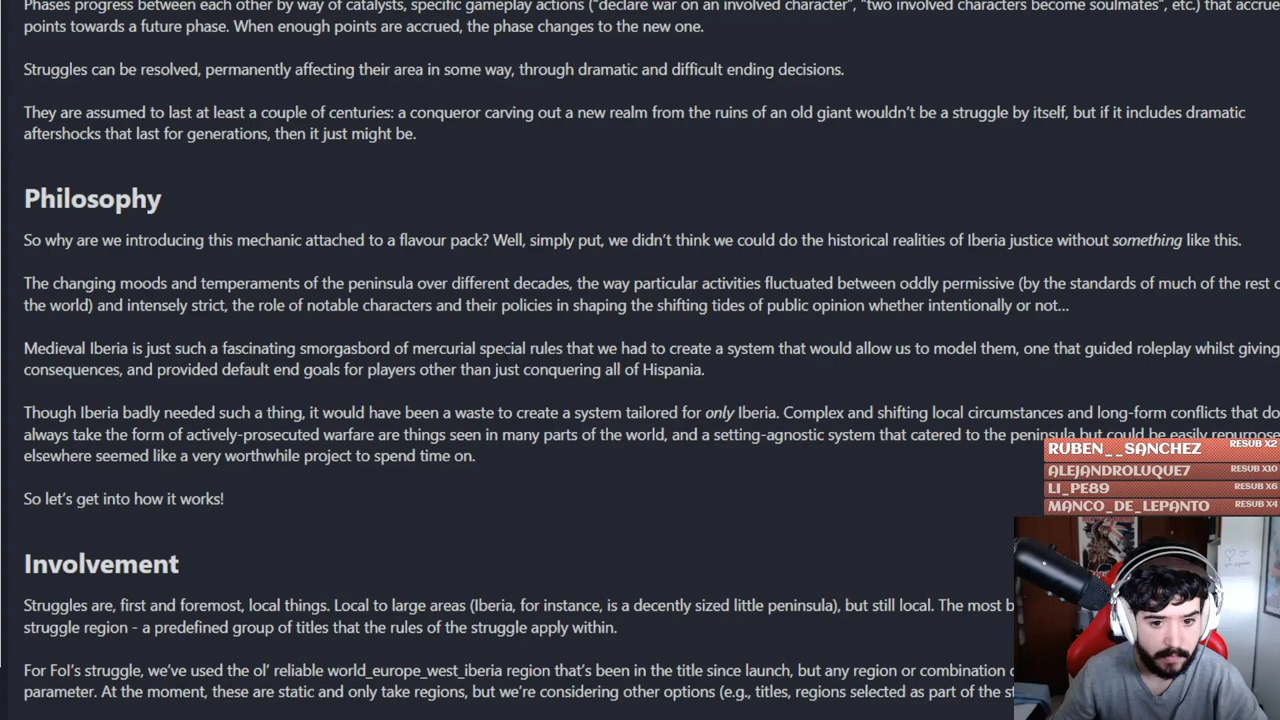 Phases progress between each other by way of catalysts, specific gameplay actions ("declare war on an involved character", "two involved characters become soulmates", etc.) that accrue
points towards a future phase. When enough points are accrued, the phase changes to the new one.
Struggles can be resolved, permanently affecting their area in some way, through dramatic and difficult ending decisions.
They are assumed to last at least a couple of centuries: a conqueror carving out a new realm from the ruins of an old giant wouldn't be a struggle by itself, but if it includes dramatic
aftershocks that last for generations, then it just might be.
Philosophy
So why are we introducing this mechanic attached to a flavour pack? Well, simply put, we didn't think we could do the historical realities of Iberia justice without something like this.
The changing moods and temperaments of the peninsula over different decades, the way particular activities fluctuated between oddly permissive (by the standards of much of the rest o
the world) and intensely strict, the role of notable characters and their policies in shaping the shifting tides of public opinion whether intentionally or not...
Medieval Iberia is just such a fascinating smorgasbord of mercurial special rules that we had to create a system that would allow us to model them, one that guided roleplay whilst giving
consequences, and provided default end goals for players other than just conquering all of Hispania.
Though Iberia badly needed such a thing, it would have been a waste to create a system tailored for only Iberia. Complex and shifting local circumstances and long-form conflicts that do
always take the form of actively-prosecuted warfare are things seen in many parts of the world, and a setting-agnostic system that catered to the peninsula but could be easily repurpose
elsewhere seemed like a very worthwhile project to spend time on.
RUBEN__SANCHEZ RESUB X2
ALEJANDROLUQUE7 RESUB X10
LI_PE89 RESUB X6
MANCO_DE_LEPANTO RESUB X4
So let's get into how it works!
Involvement
Struggles are, first and foremost, local things. Local to large areas (Iberia, for instance, is a decently sized little peninsula), but still local. The most b
struggle region - a predefined group of titles that the rules of the struggle apply within.
For FoI's struggle, we've used the ol' reliable world_europe_west_iberia region that's been in the title since launch, but any region or combination
parameter. At the moment, these are static and only take regions, but we're considering other options (e.g., titles, regions selected as part of the